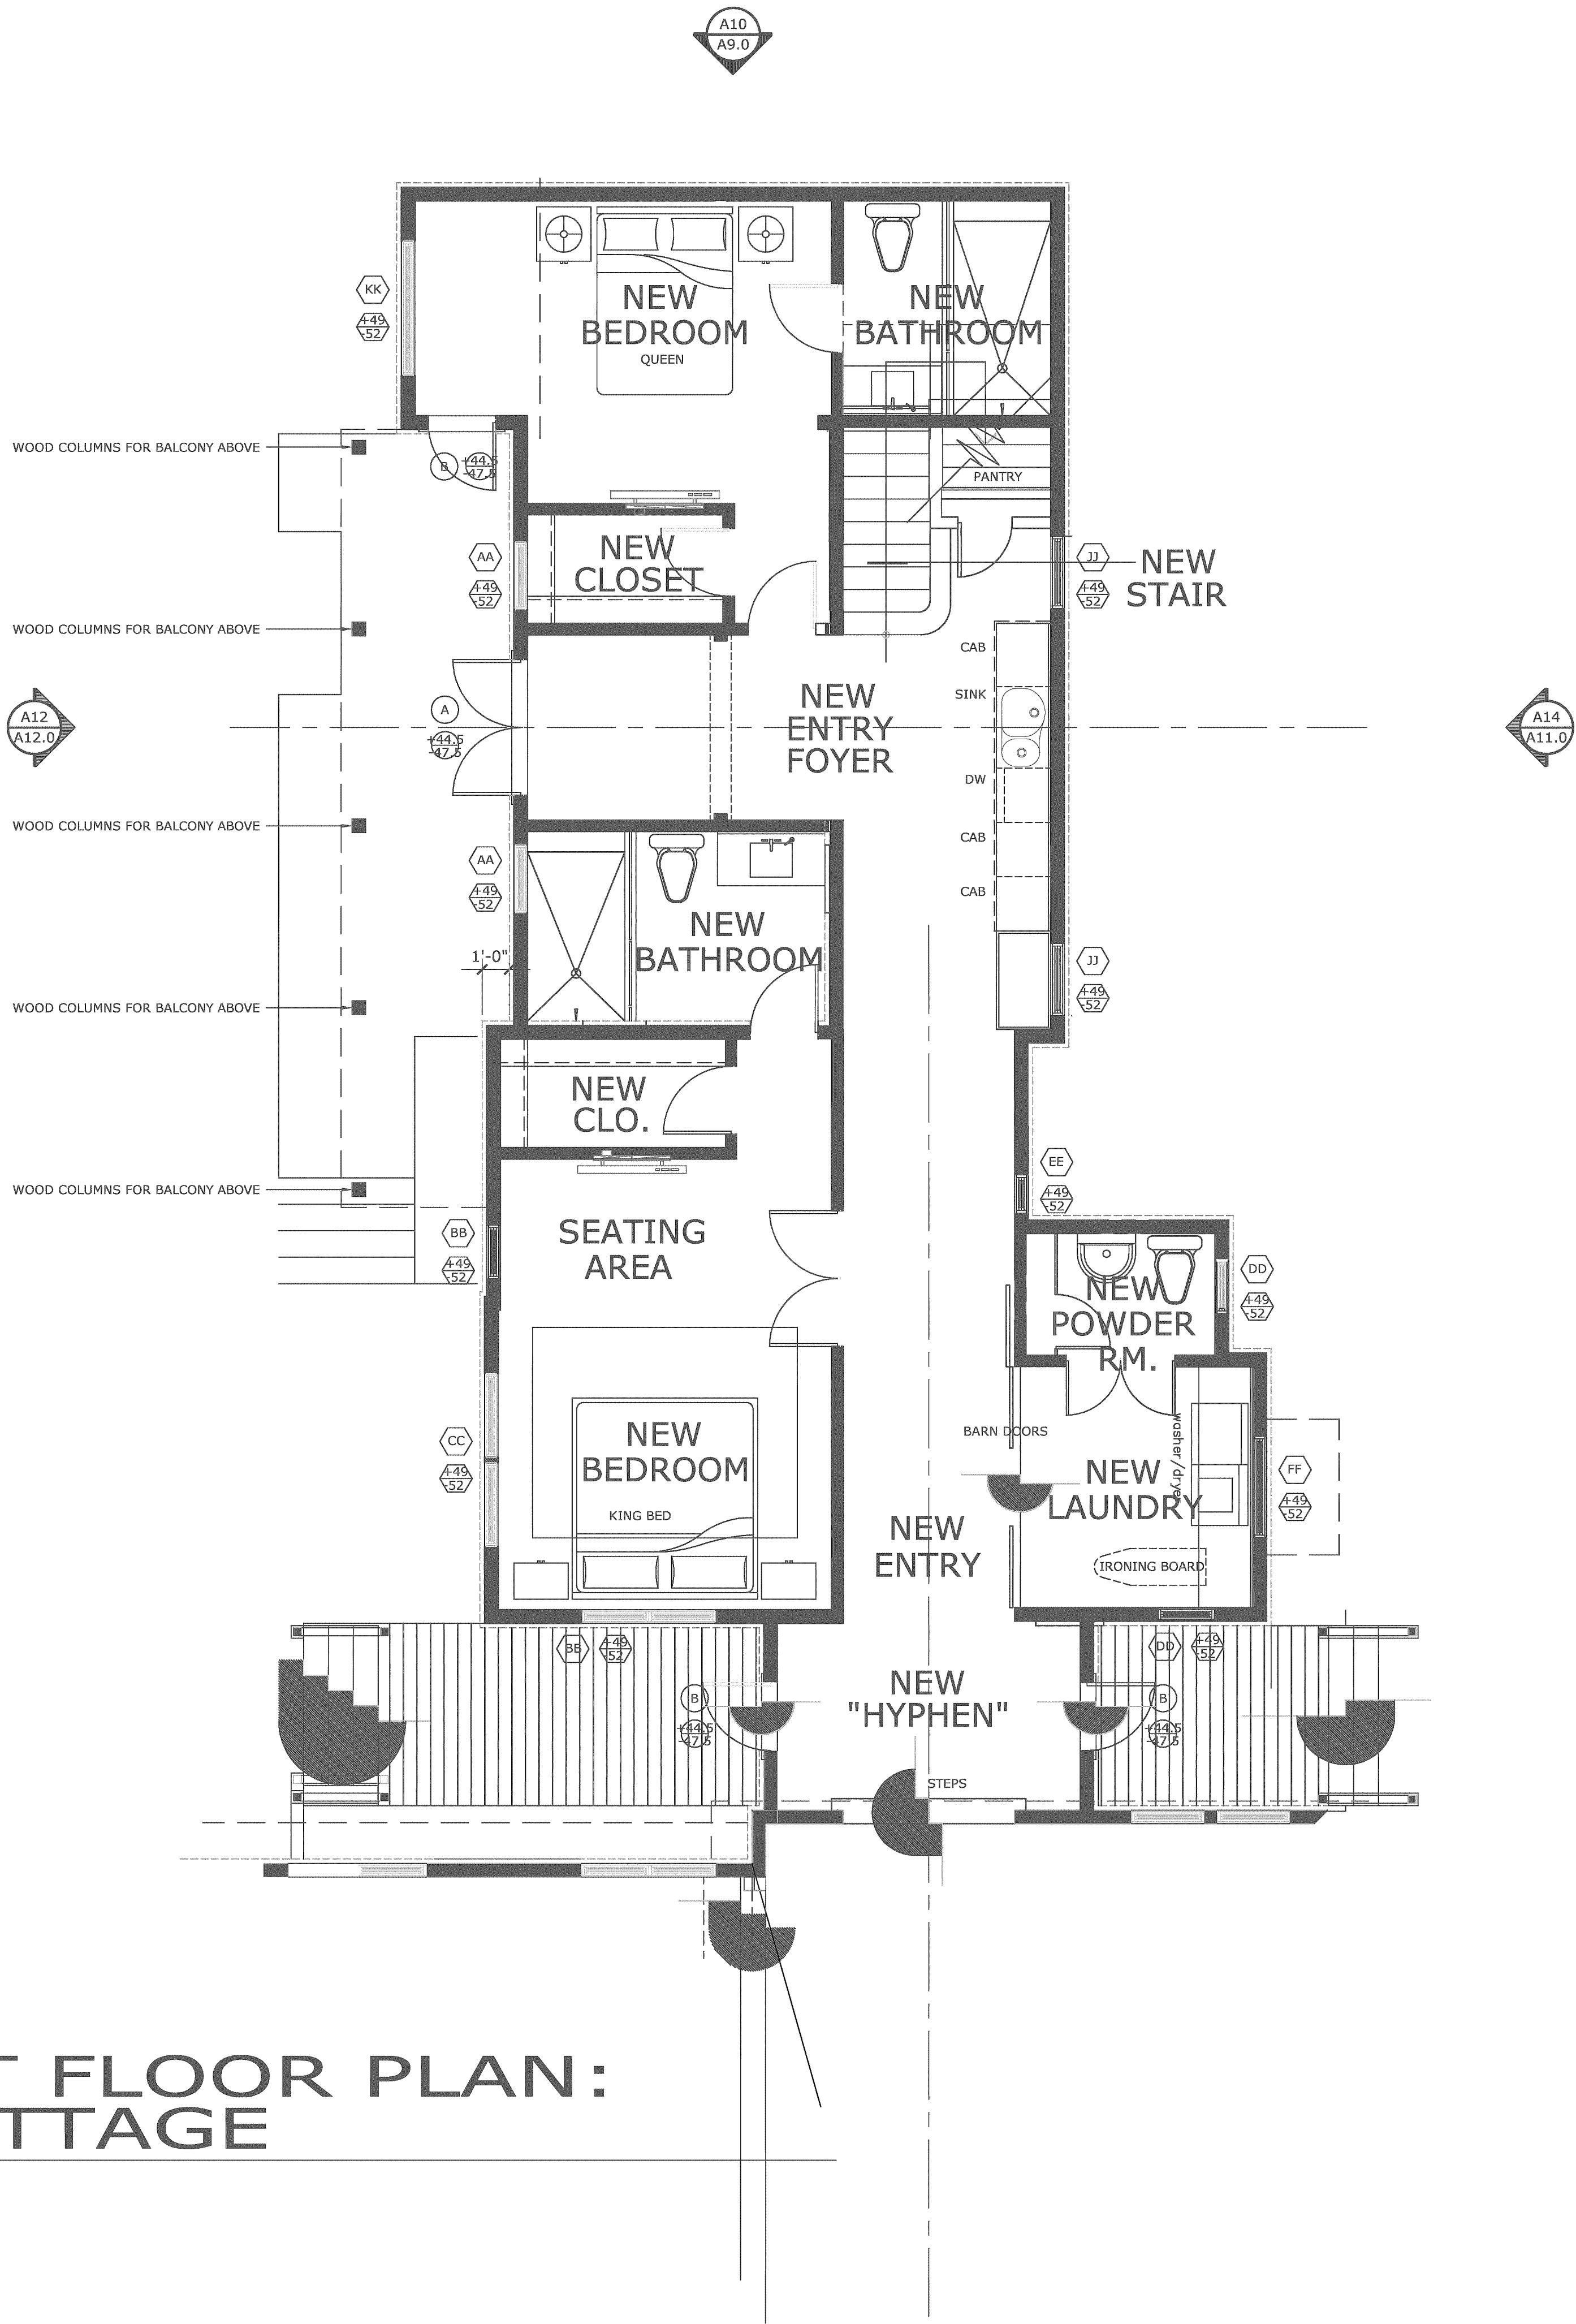 A10
A9.0
NEW
BEDROOM
QUEEN
NEW
BATHROOM
KK
+49
-52
WOOD COLUMNS FOR BALCONY ABOVE
B
+44.5
-47.5
PANTRY
AA
+49
-52
NEW
CLOSET
JJ
+49
-52
NEW
STAIR
WOOD COLUMNS FOR BALCONY ABOVE
CAB
SINK
A12
A12.0
A
+44.5
-47.5
NEW
ENTRY
FOYER
A14
A11.0
DW
WOOD COLUMNS FOR BALCONY ABOVE
CAB
AA
+49
-52
CAB
NEW
BATHROOM
1'-0"
JJ
+49
-52
WOOD COLUMNS FOR BALCONY ABOVE
NEW
CLO.
EE
+49
-52
WOOD COLUMNS FOR BALCONY ABOVE
BB
+49
-52
SEATING
AREA
DD
+49
-52
NEW
POWDER
RM.
CC
+49
-52
NEW
BEDROOM
KING BED
BARN DOORS
washer/dryer
NEW
LAUNDRY
FF
+49
-52
NEW
ENTRY
IRONING BOARD
BB
+49
-52
DD
+49
-52
B
+44.5
-47.5
NEW
"HYPHEN"
B
+44.5
-47.5
STEPS
T FLOOR PLAN:
TTAGE